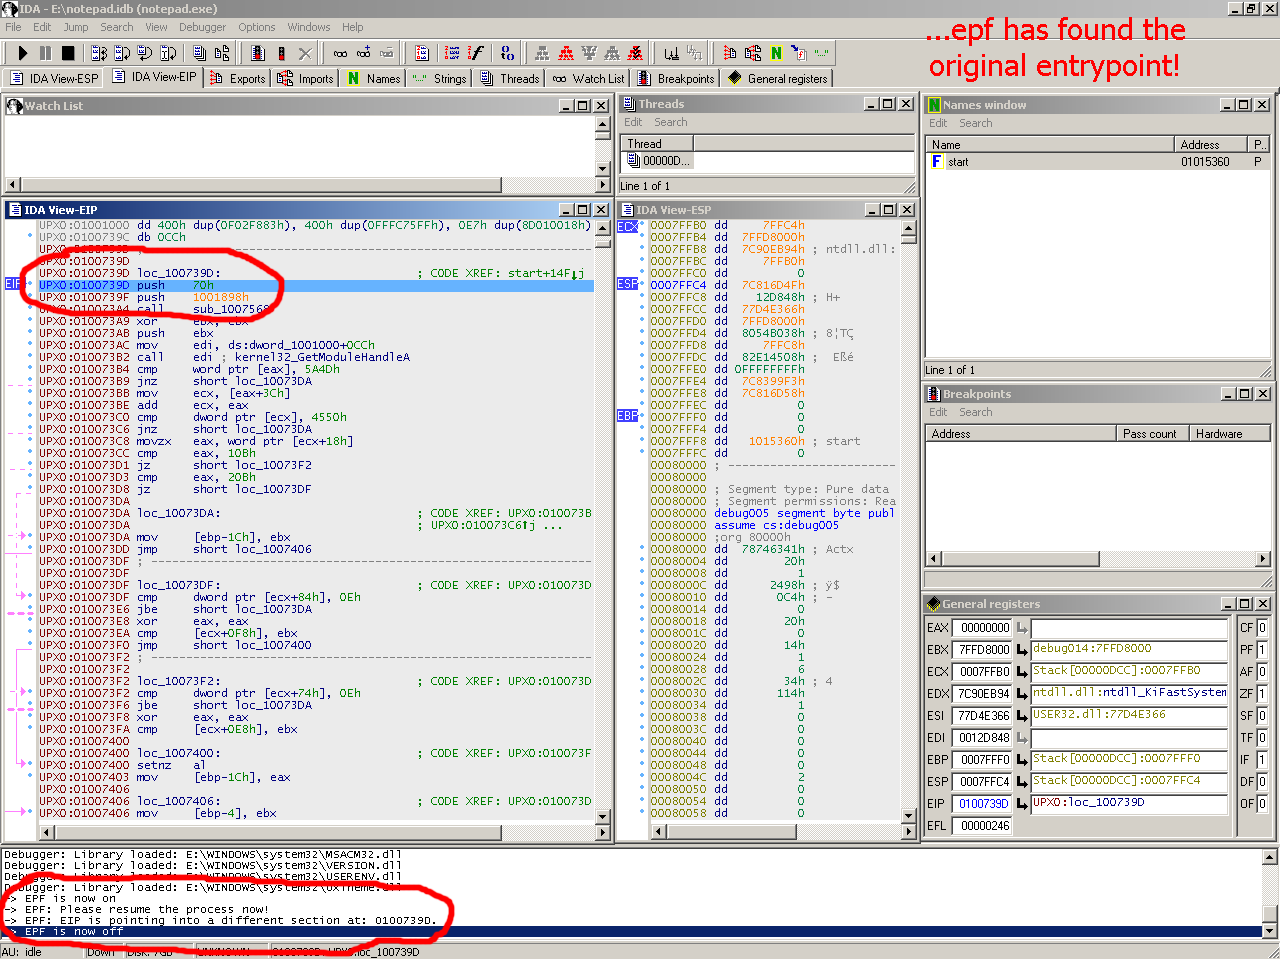 IDA - E:\notepad.idb (notepad.exe)
File Edit Jump Search View Debugger Options Windows Help
...epf has found the
original entrypoint!
IDA View-ESP IDA View-EIP Exports Imports Names Strings Threads Watch List Breakpoints General registers
Watch List
Threads
Edit Search
Thread
00000D...
Line 1 of 1
Names window
Edit Search
Name Address P..
F start 01015360 P
Line 1 of 1
IDA View-EIP
UPX0:01001000 dd 400h dup(0F02F883h), 400h dup(0FFFC75FFh), 0E7h dup(8D010018h)
UPX0:0100739C db 0CCh
UPX0:0100739D
UPX0:0100739D loc_100739D: ; CODE XREF: start+14F↓j
EIP UPX0:0100739D push 70h
UPX0:0100739F push 1001898h
UPX0:010073A4 call sub_1007568
UPX0:010073A9 xor ebx, ebx
UPX0:010073AB push ebx
UPX0:010073AC mov edi, ds:dword_1001000+0CCh
UPX0:010073B2 call edi ; kernel32_GetModuleHandleA
UPX0:010073B4 cmp word ptr [eax], 5A4Dh
UPX0:010073B9 jnz short loc_10073DA
UPX0:010073BB mov ecx, [eax+3Ch]
UPX0:010073BE add ecx, eax
UPX0:010073C0 cmp dword ptr [ecx], 4550h
UPX0:010073C6 jnz short loc_10073DA
UPX0:010073C8 movzx eax, word ptr [ecx+18h]
UPX0:010073CC cmp eax, 10Bh
UPX0:010073D1 jz short loc_10073F2
UPX0:010073D3 cmp eax, 20Bh
UPX0:010073D8 jz short loc_10073DF
UPX0:010073DA
UPX0:010073DA loc_10073DA: ; CODE XREF: UPX0:010073B
UPX0:010073DA ; UPX0:010073C6↑j ...
UPX0:010073DA mov [ebp-1Ch], ebx
UPX0:010073DD jmp short loc_1007406
UPX0:010073DF ; ---------------------------------------------------------------
UPX0:010073DF
UPX0:010073DF loc_10073DF: ; CODE XREF: UPX0:010073D
UPX0:010073DF cmp dword ptr [ecx+84h], 0Eh
UPX0:010073E6 jbe short loc_10073DA
UPX0:010073E8 xor eax, eax
UPX0:010073EA cmp [ecx+0F8h], ebx
UPX0:010073F0 jmp short loc_1007400
UPX0:010073F2 ; ---------------------------------------------------------------
UPX0:010073F2
UPX0:010073F2 loc_10073F2: ; CODE XREF: UPX0:010073D
UPX0:010073F2 cmp dword ptr [ecx+74h], 0Eh
UPX0:010073F6 jbe short loc_10073DA
UPX0:010073F8 xor eax, eax
UPX0:010073FA cmp [ecx+0E8h], ebx
UPX0:01007400
UPX0:01007400 loc_1007400: ; CODE XREF: UPX0:010073F
UPX0:01007400 setnz al
UPX0:01007403 mov [ebp-1Ch], eax
UPX0:01007406
UPX0:01007406 loc_1007406: ; CODE XREF: UPX0:010073D
UPX0:01007406 mov [ebp-4], ebx
IDA View-ESP
ECX 0007FFB0 dd 7FFC4h
0007FFB4 dd 7FFD8000h
0007FFB8 dd 7C90EB94h ; ntdll.dll:
0007FFBC dd 7FFB0h
0007FFC0 dd 0
ESP 0007FFC4 dd 7C816D4Fh
0007FFC8 dd 12D848h ; H+
0007FFCC dd 77D4E366h
0007FFD0 dd 7FFD8000h
0007FFD4 dd 8054B038h ; 8¦TÇ
0007FFD8 dd 7FFC8h
0007FFDC dd 82E14508h ; Eßé
0007FFE0 dd 0FFFFFFFFh
0007FFE4 dd 7C8399F3h
0007FFE8 dd 7C816D58h
0007FFEC dd 0
EBP 0007FFF0 dd 0
0007FFF4 dd 0
0007FFF8 dd 1015360h ; start
0007FFFC dd 0
00080000 ; ------------------------
00080000
00080000 ; Segment type: Pure data
00080000 ; Segment permissions: Rea
00080000 debug005 segment byte publ
00080000 assume cs:debug005
00080000 ;org 80000h
00080000 dd 78746341h ; Actx
00080004 dd 20h
00080008 dd 1
0008000C dd 2498h ; ÿ$
00080010 dd 0C4h ; -
00080014 dd 0
00080018 dd 20h
0008001C dd 0
00080020 dd 14h
00080024 dd 1
00080028 dd 6
0008002C dd 34h ; 4
00080030 dd 114h
00080034 dd 1
00080038 dd 0
0008003C dd 0
00080040 dd 0
00080044 dd 0
00080048 dd 0
0008004C dd 2
00080050 dd 0
00080054 dd 0
00080058 dd 0
Breakpoints
Edit Search
Address Pass count Hardware
General registers
EAX 00000000 CF 0
EBX 7FFD8000 debug014:7FFD8000 PF 1
ECX 0007FFB0 Stack[00000DCC]:0007FFB0 AF 0
EDX 7C90EB94 ntdll.dll:ntdll_KiFastSystem ZF 1
ESI 77D4E366 USER32.dll:77D4E366 SF 0
EDI 0012D848 TF 0
EBP 0007FFF0 Stack[00000DCC]:0007FFF0 IF 1
ESP 0007FFC4 Stack[00000DCC]:0007FFC4 DF 0
EIP 0100739D UPX0:loc_100739D OF 0
EFL 00000246
Debugger: Library loaded: E:\WINDOWS\system32\MSACM32.dll
Debugger: Library loaded: E:\WINDOWS\system32\VERSION.dll
Debugger: Library loaded: E:\WINDOWS\system32\USERENV.dll
Debugger: Library loaded: E:\WINDOWS\system32\UxTheme.dll
-> EPF is now on
-> EPF: Please resume the process now!
-> EPF: EIP is pointing into a different section at: 0100739D.
-> EPF is now off
AU: idle Down Disk: 7GB UNKNOWN 0100739D: UPX0:loc_100739D